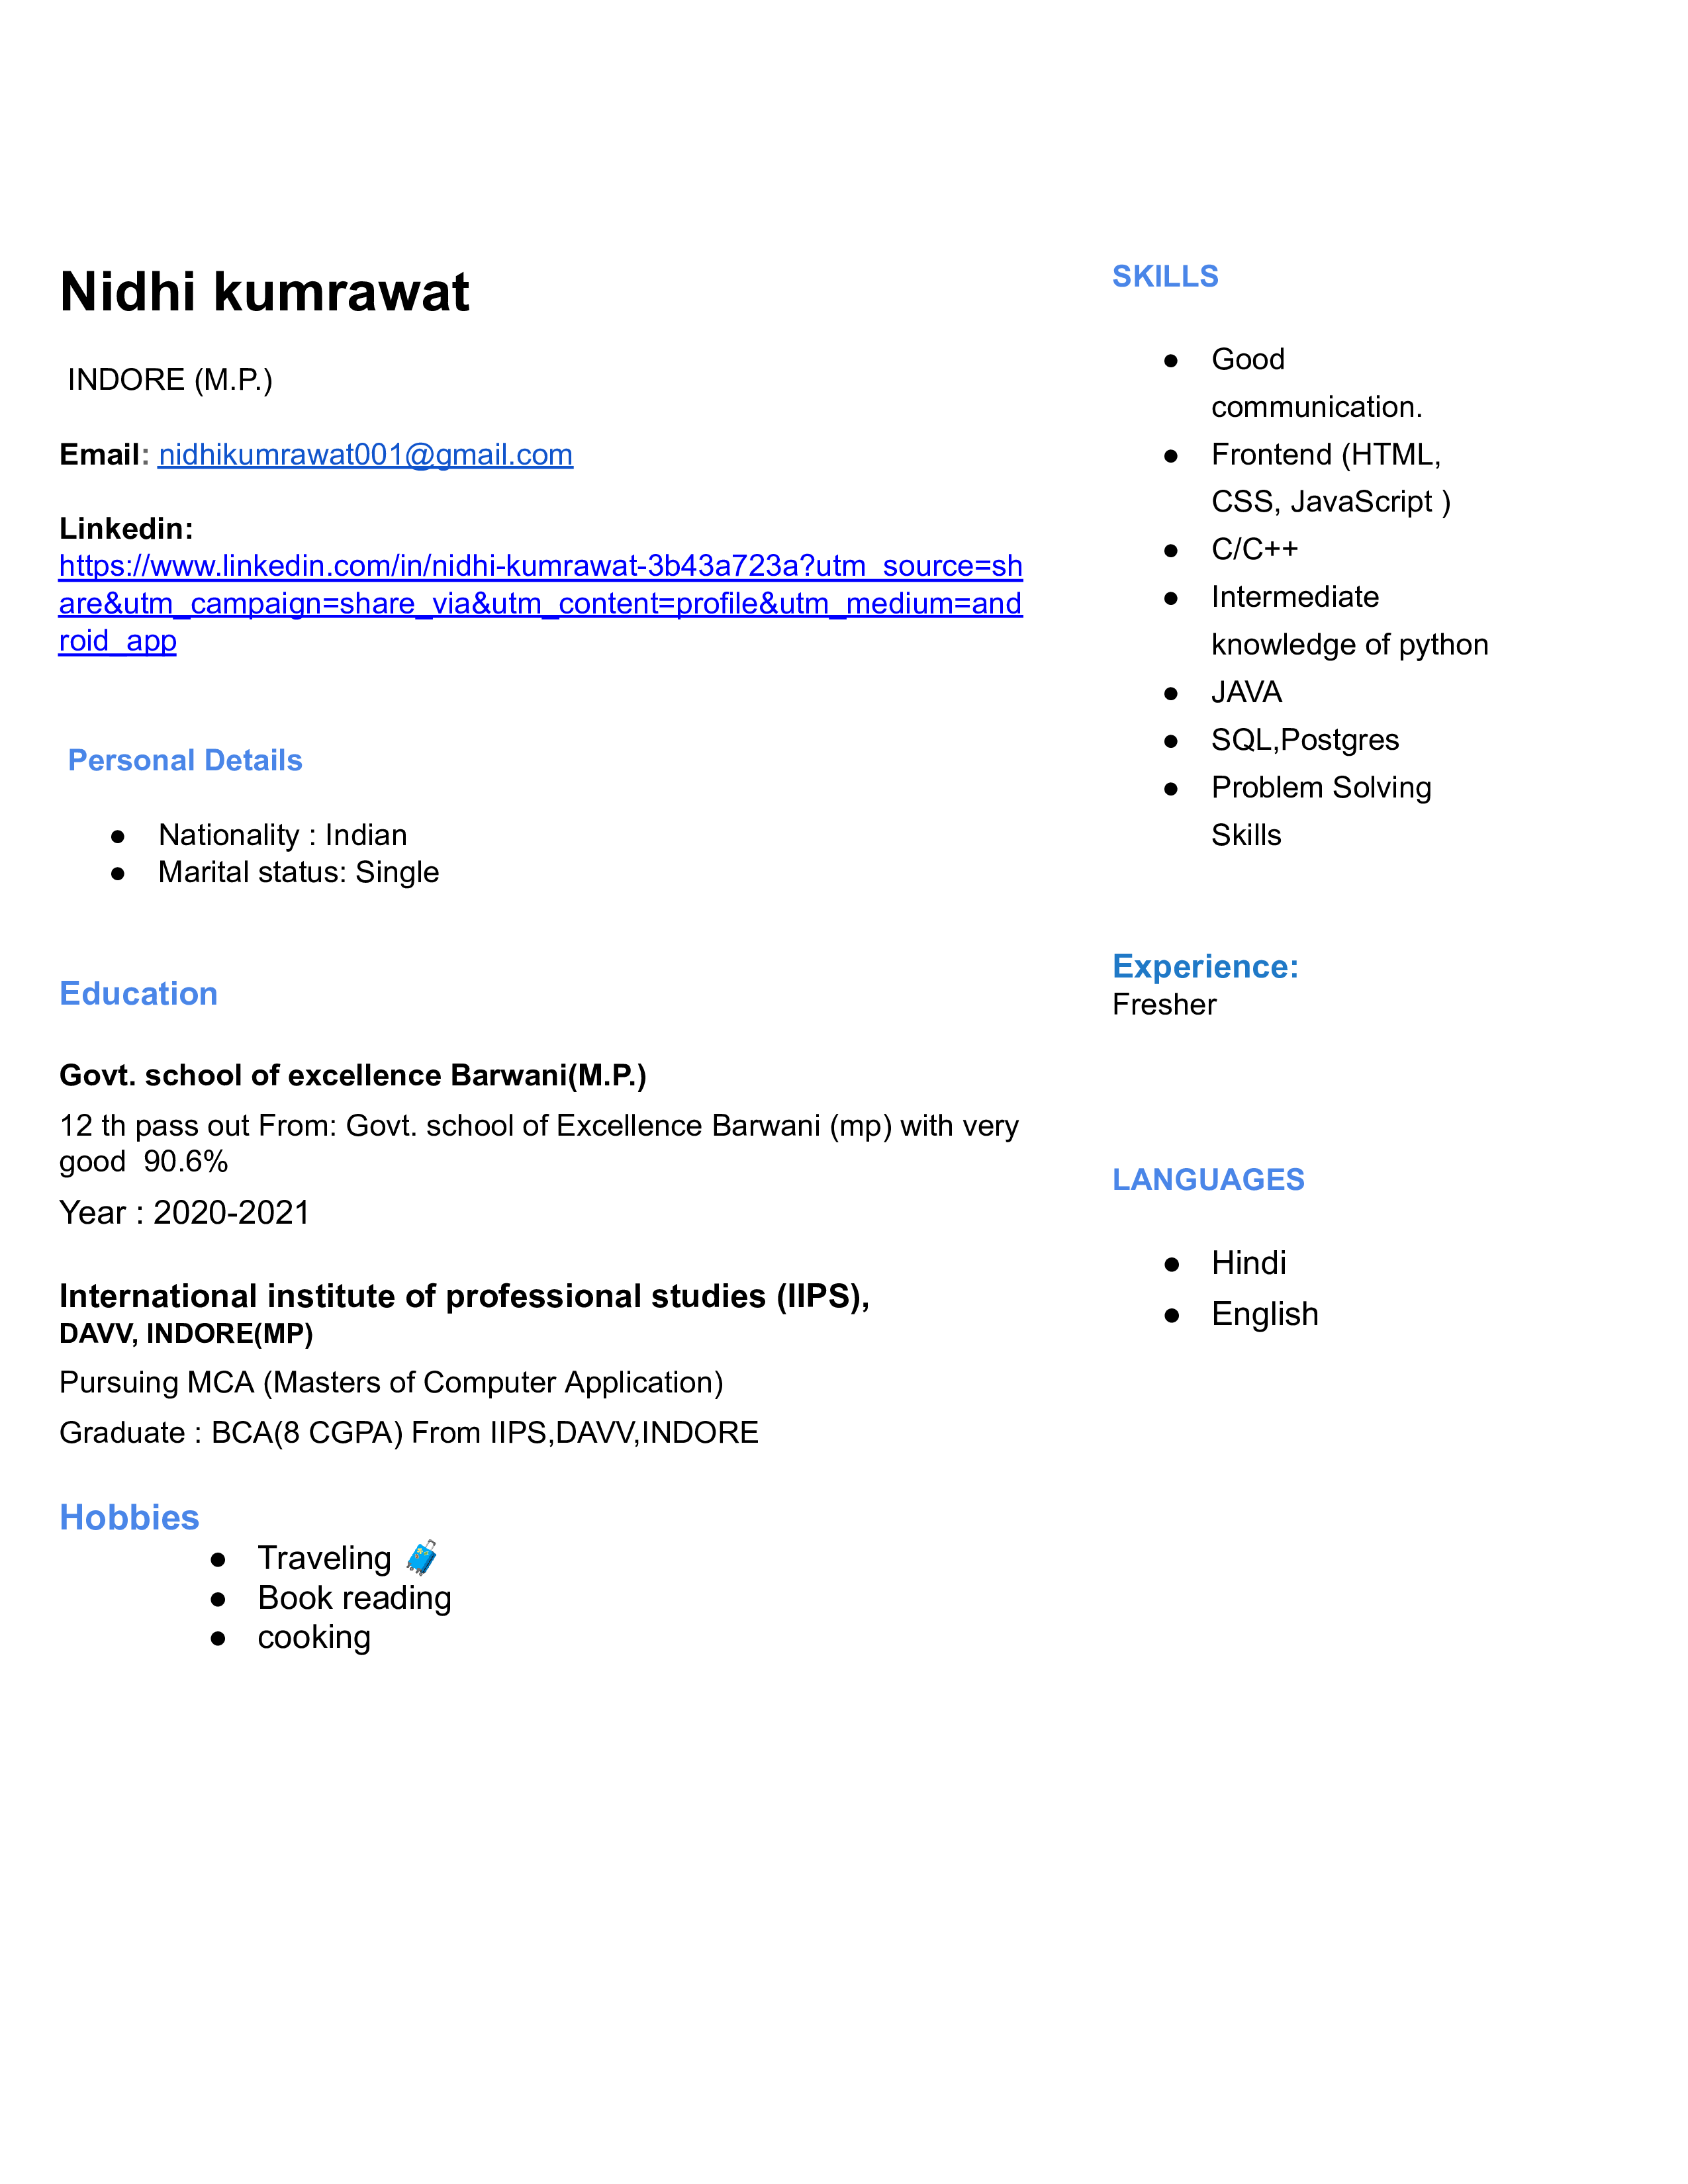 Nidhi kumrawat
INDORE (M.P.)
Email: nidhikumrawat001@gmail.com
Linkedin:
https://www.linkedin.com/in/nidhi-kumrawat-3b43a723a?utm_source=sh
are&utm_campaign=share_via&utm_content=profile&utm_medium=and
roid_app
Personal Details
● Nationality : Indian
● Marital status: Single
Education
Govt. school of excellence Barwani(M.P.)
12 th pass out From: Govt. school of Excellence Barwani (mp) with very
good  90.6%
Year : 2020-2021
International institute of professional studies (IIPS),
DAVV, INDORE(MP)
Pursuing MCA (Masters of Computer Application)
Graduate : BCA(8 CGPA) From IIPS,DAVV,INDORE
Hobbies
● Traveling 🧳
● Book reading
● cooking
SKILLS
● Good
communication.
● Frontend (HTML,
CSS, JavaScript )
● C/C++
● Intermediate
knowledge of python
● JAVA
● SQL,Postgres
● Problem Solving
Skills
Experience:
Fresher
LANGUAGES
● Hindi
● English